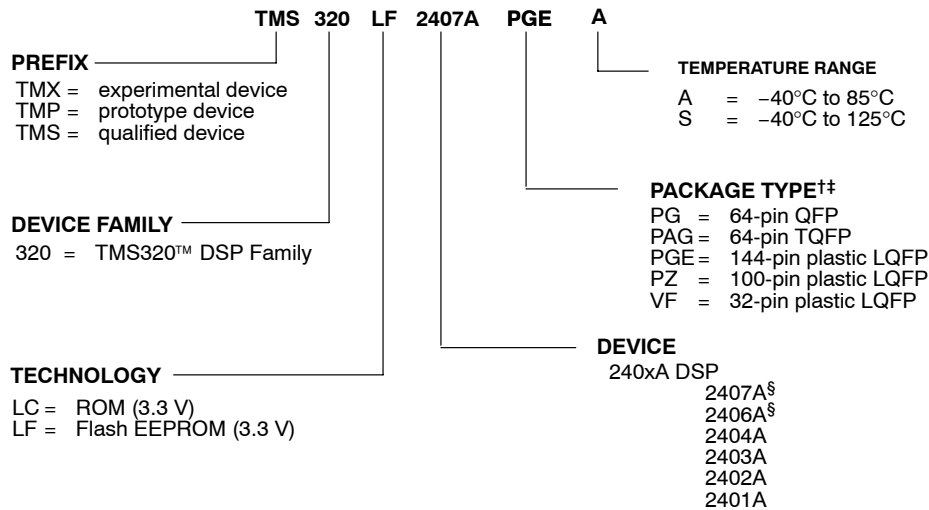 TMS 320 LF 2407A PGE A
PREFIX
TMX = experimental device
TMP = prototype device
TMS = qualified device
TEMPERATURE RANGE
A = −40°C to 85°C
S = −40°C to 125°C
PACKAGE TYPE†‡
PG = 64-pin QFP
PAG = 64-pin TQFP
PGE = 144-pin plastic LQFP
PZ = 100-pin plastic LQFP
VF = 32-pin plastic LQFP
DEVICE FAMILY
320 = TMS320™ DSP Family
DEVICE
240xA DSP
2407A§
2406A§
2404A
2403A
2402A
2401A
TECHNOLOGY
LC = ROM (3.3 V)
LF = Flash EEPROM (3.3 V)